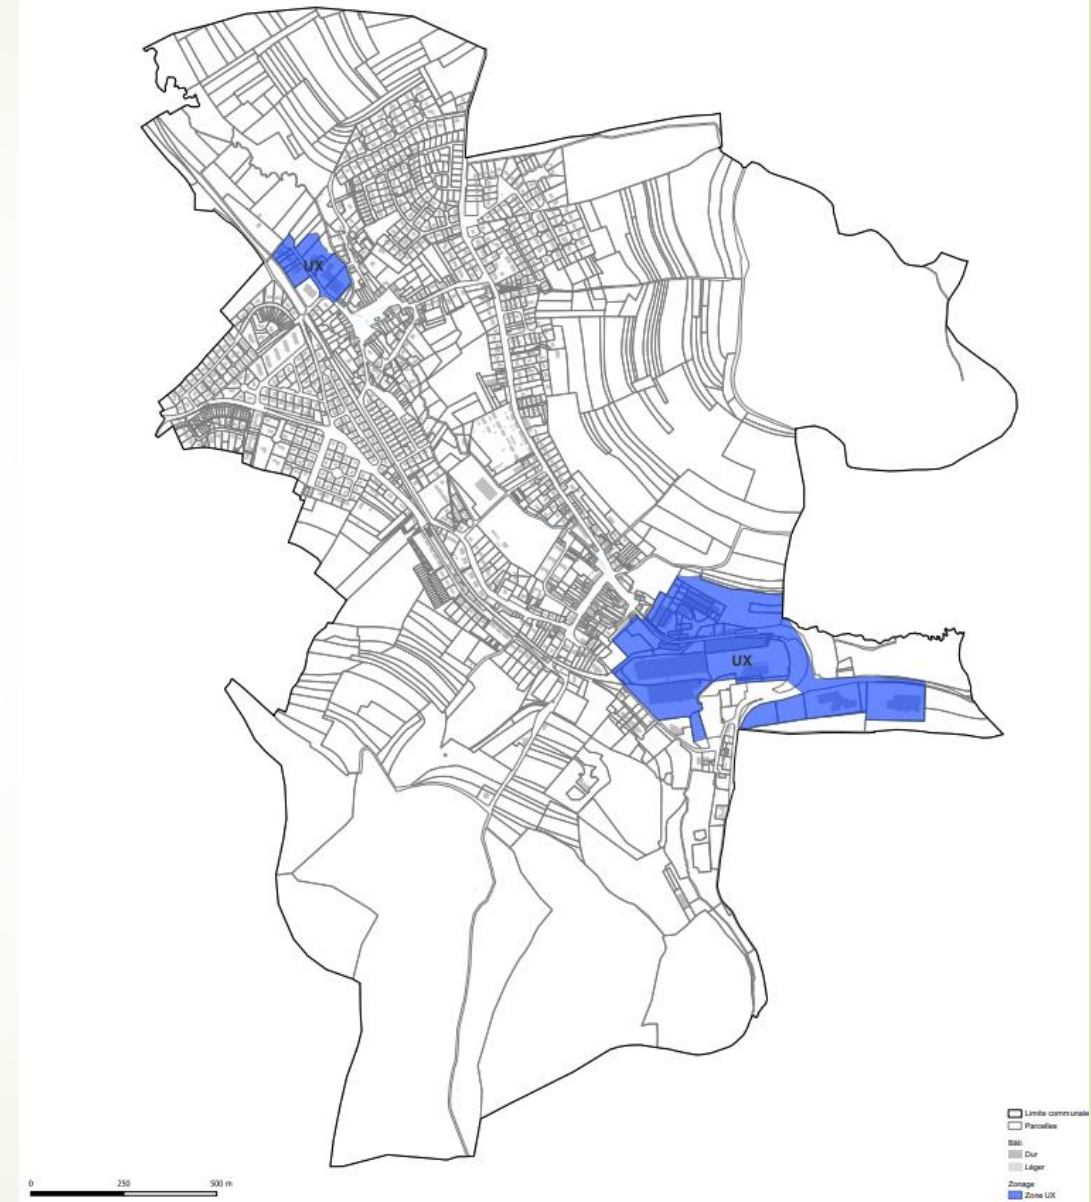 UX
UX
0 250 500 m
Limite communale
Parcelles
Bâti
Dur
Léger
Zonage
Zone UX